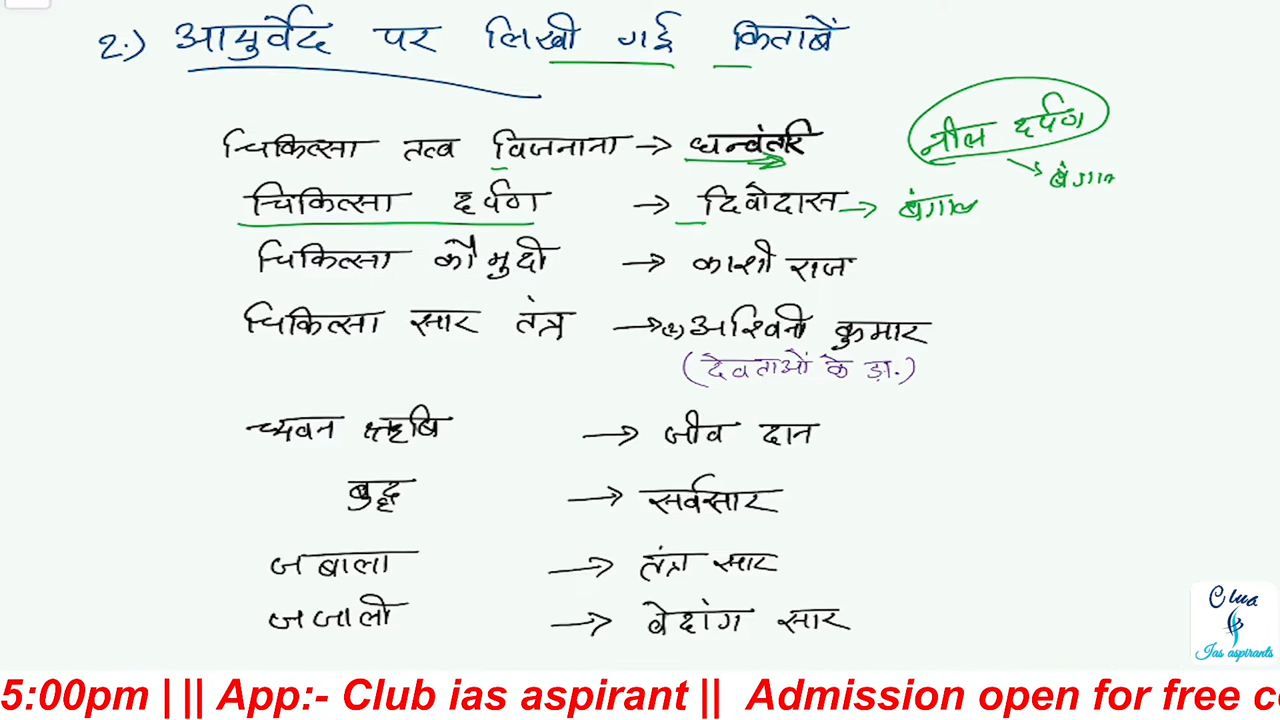 2.) आयुर्वेद पर लिखी गई किताबें
चिकित्सा तत्व विजनाना → धन्वंतरि
नील दर्पण
→ बंगाल
चिकित्सा दर्पण → दिवोदास → बंगाल
चिकित्सा कौमुदी → काशी राज
चिकित्सा सार तंत्र → अश्विनी कुमार
(देवताओं के डा.)
च्यवन ऋषि → जीव दान
बुद्ध → सर्वसार
जबाला → तंत्रा सार
जजाली → वेदांग सार
Club
Ias aspirants
5:00pm | || App:- Club ias aspirant || Admission open for free c